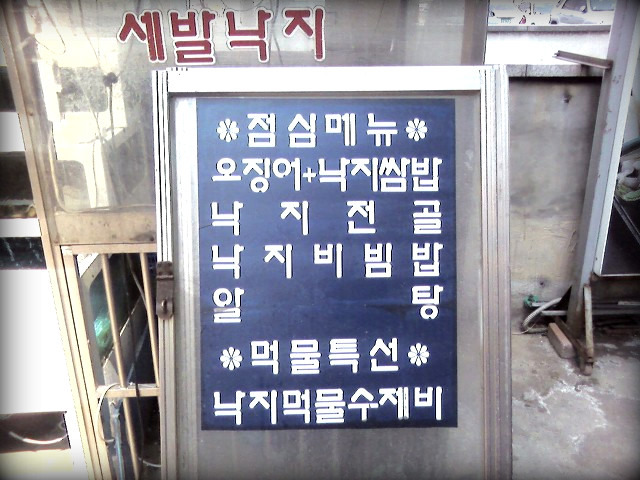 세발낙지
❇점심메뉴❇
오징어+낙지쌈밥
낙지전골
낙지비빔밥
알탕
❇먹물특선❇
낙지먹물수제비